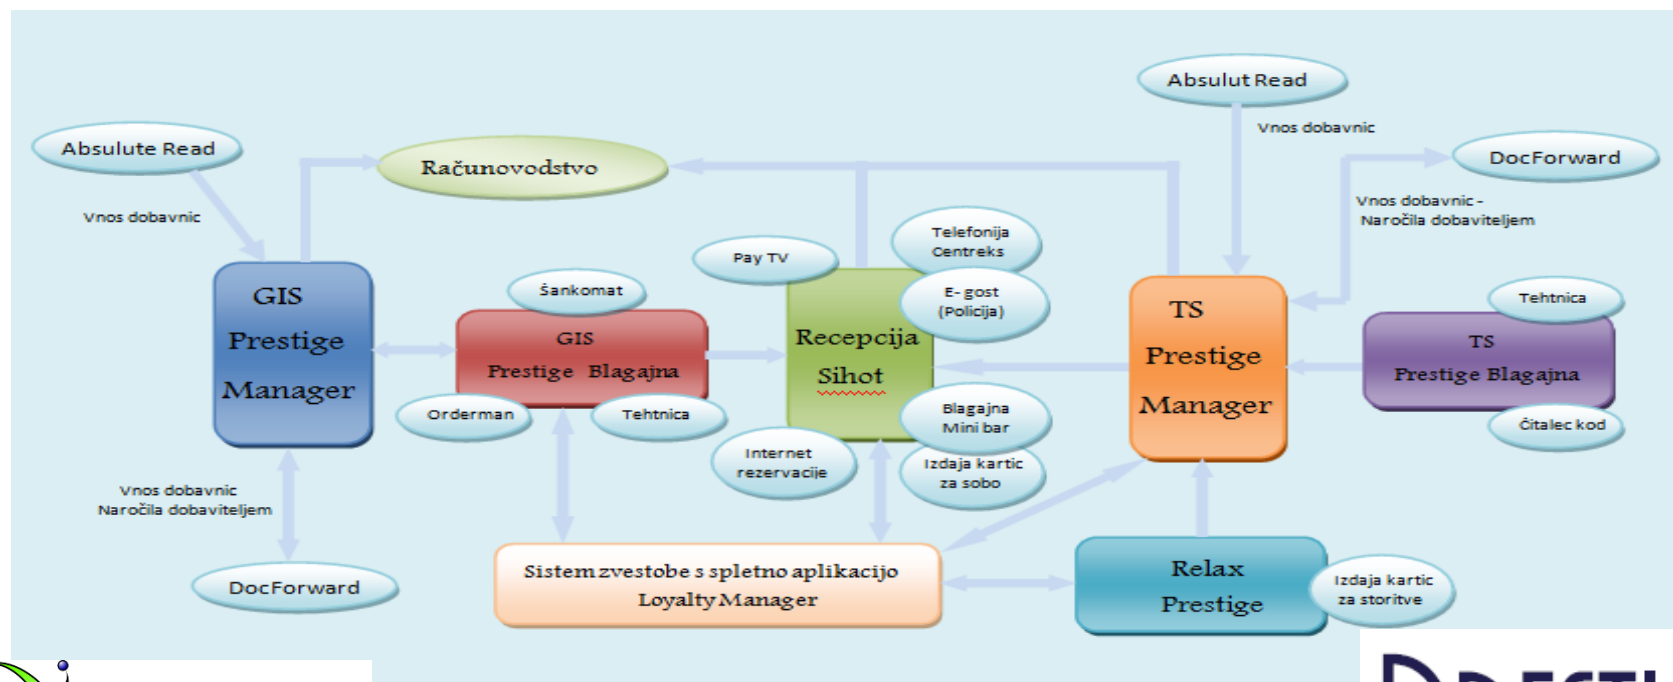 Absulut Read
Vnos dobavnic
Absulute Read
Računovodstvo
DocForward
Vnos dobavnic
Vnos dobavnic -
Naročila dobaviteljem
Telefonija
Centreks
Pay TV
E- gost
(Policija)
Šankomat
Tehtnica
GIS
Prestige
Manager
GIS
Prestige Blagajna
Recepcija
Sihot
TS
Prestige
Manager
TS
Prestige Blagajna
Orderman
Tehtnica
Blagajna
Mini bar
Čitalec kod
Internet
rezervacije
Izdaja kartic
za sobo
Vnos dobavnic
Naročila dobaviteljem
DocForward
Sistem zvestobe s spletno aplikacijo
Loyalty Manager
Relax
Prestige
Izdaja kartic
za storitve